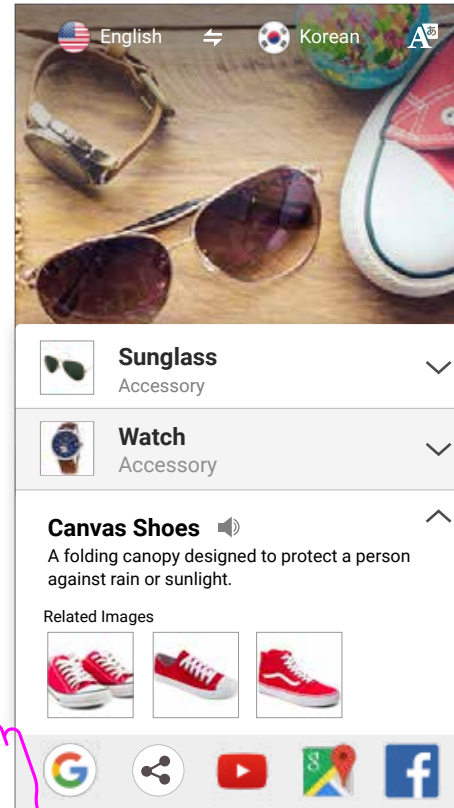 English
Korean
Sunglass
Accessory
Watch
Accessory
Canvas Shoes
A folding canopy designed to protect a person
against rain or sunlight.
Related Images